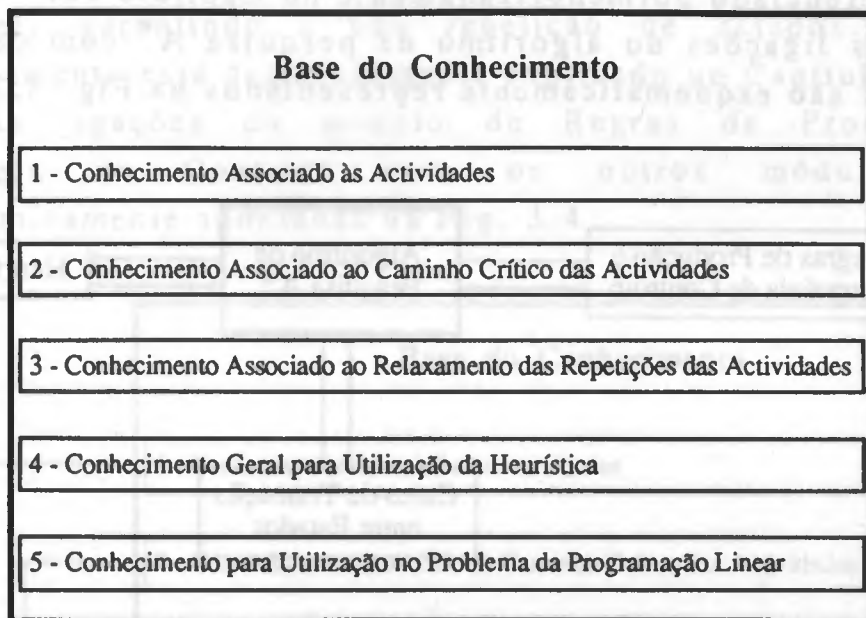 Base do Conhecimento
1 - Conhecimento Associado às Actividades
2 - Conhecimento Associado ao Caminho Crítico das Actividades
3 - Conhecimento Associado ao Relaxamento das Repetições das Actividades
4 - Conhecimento Geral para Utilização da Heurística
5 - Conhecimento para Utilização no Problema da Programação Linear